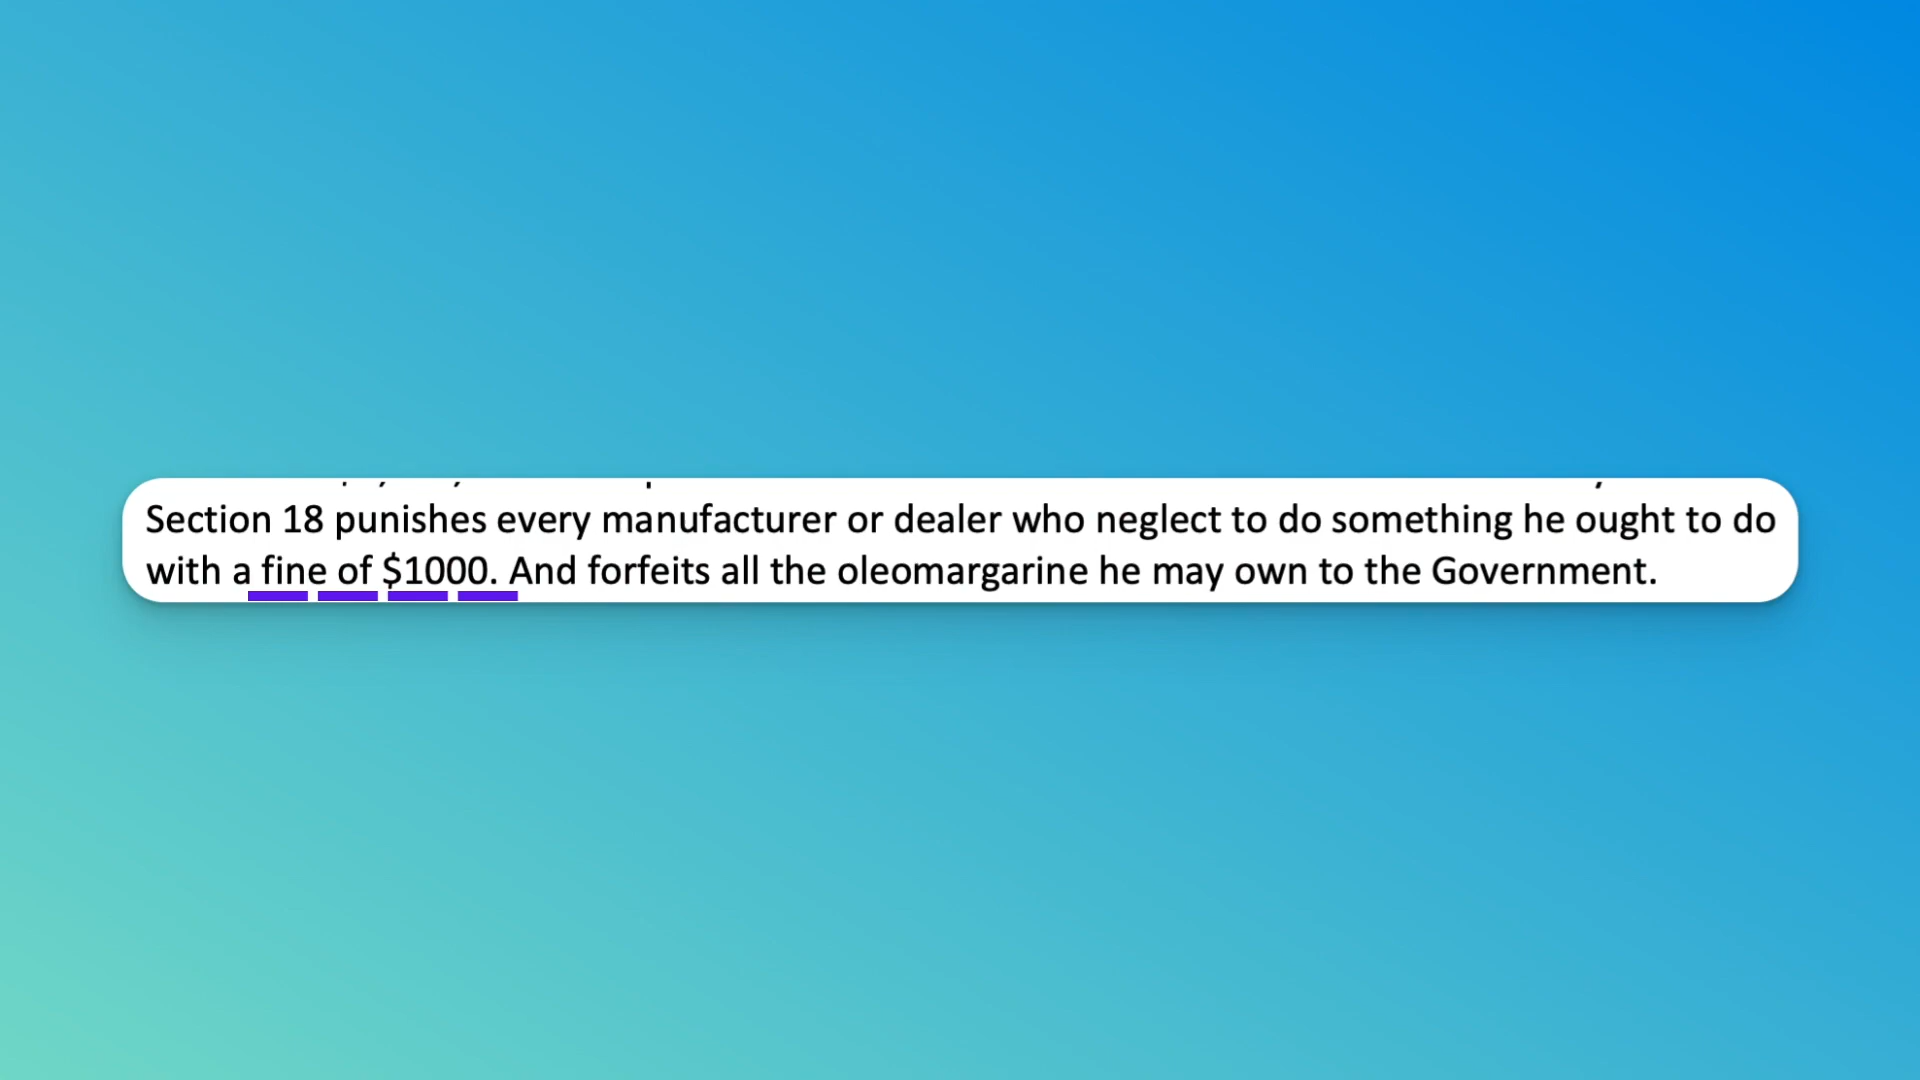 Section 18 punishes every manufacturer or dealer who neglect to do something he ought to do
with a fine of $1000. And forfeits all the oleomargarine he may own to the Government.